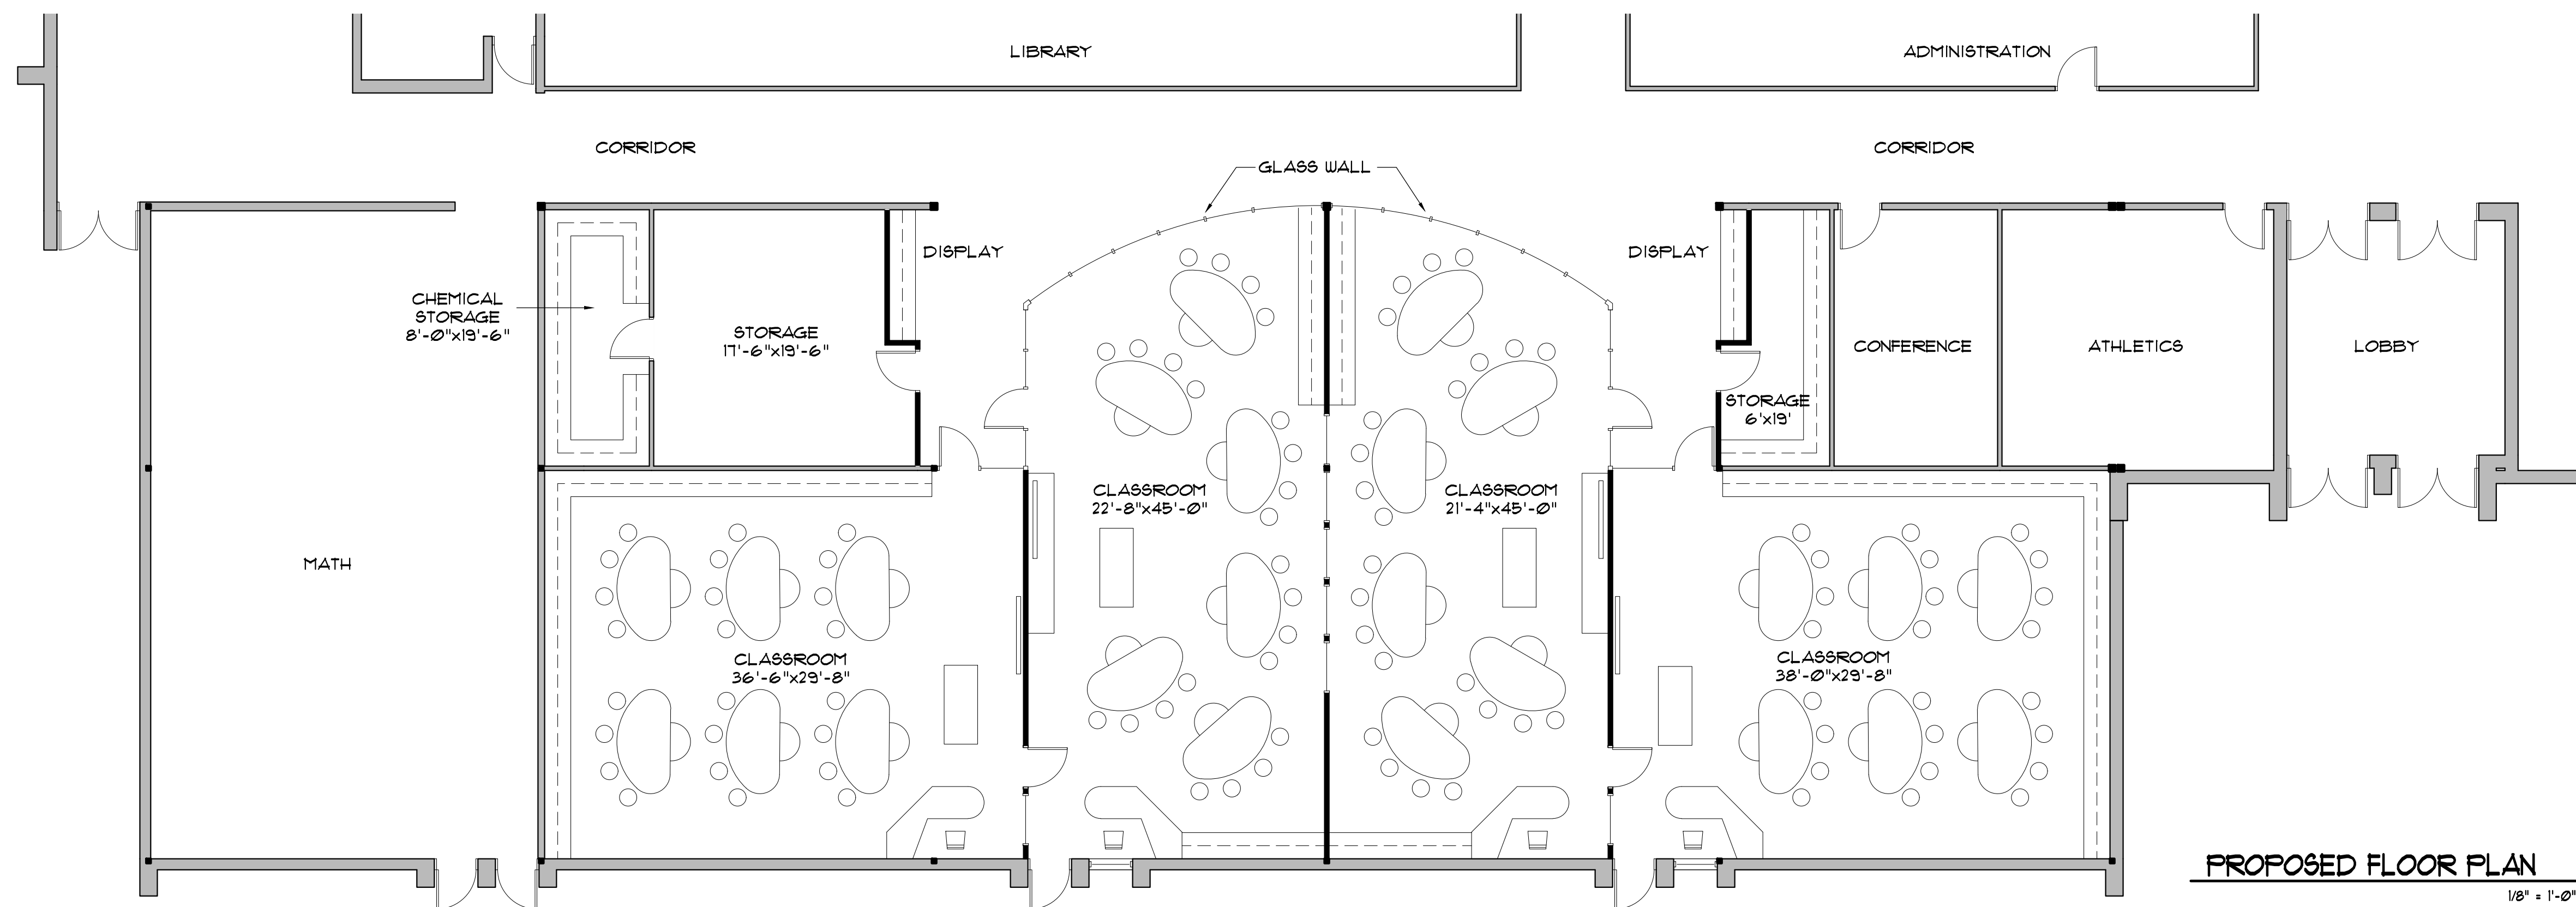 LIBRARY
ADMINISTRATION
CORRIDOR
CORRIDOR
GLASS WALL
DISPLAY
DISPLAY
CHEMICAL
STORAGE
8'-0"x19'-6"
STORAGE
17'-6"x19'-6"
CONFERENCE
ATHLETICS
LOBBY
STORAGE
6'x19'
CLASSROOM
22'-8"x45'-0"
CLASSROOM
21'-4"x45'-0"
MATH
CLASSROOM
36'-6"x29'-8"
CLASSROOM
38'-0"x29'-8"
PROPOSED FLOOR PLAN
1/8" = 1'-0"